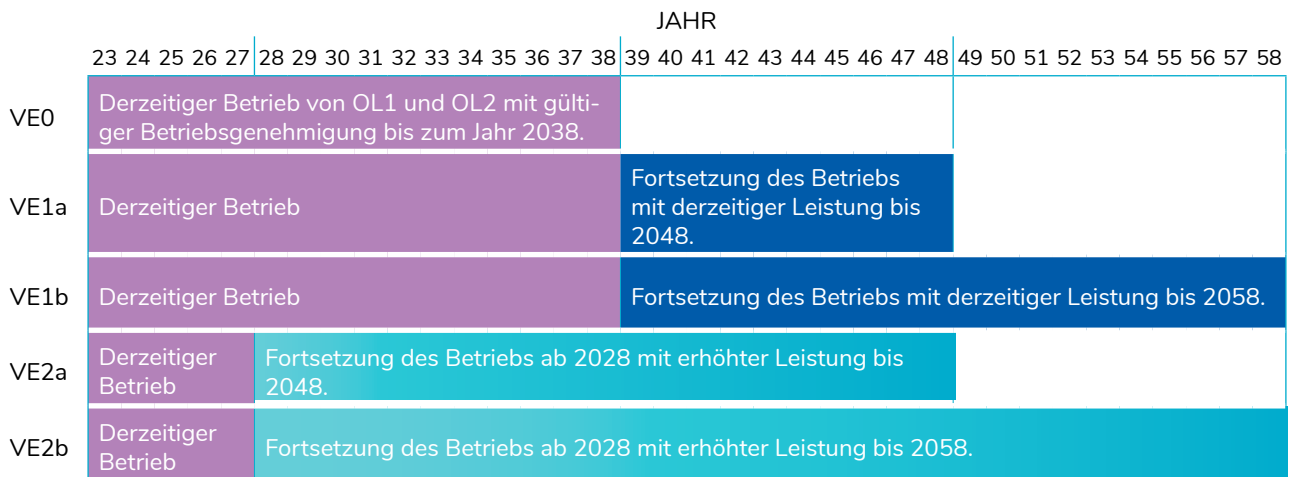 JAHR
23 24 25 26 27 28 29 30 31 32 33 34 35 36 37 38 39 40 41 42 43 44 45 46 47 48 49 50 51 52 53 54 55 56 57 58
VE0
Derzeitiger Betrieb von OL1 und OL2 mit gülti-
ger Betriebsgenehmigung bis zum Jahr 2038.
VE1a
Derzeitiger Betrieb
Fortsetzung des Betriebs
mit derzeitiger Leistung bis
2048.
VE1b
Derzeitiger Betrieb
Fortsetzung des Betriebs mit derzeitiger Leistung bis 2058.
VE2a
Derzeitiger
Betrieb
Fortsetzung des Betriebs ab 2028 mit erhöhter Leistung bis
2048.
VE2b
Derzeitiger
Betrieb
Fortsetzung des Betriebs ab 2028 mit erhöhter Leistung bis 2058.